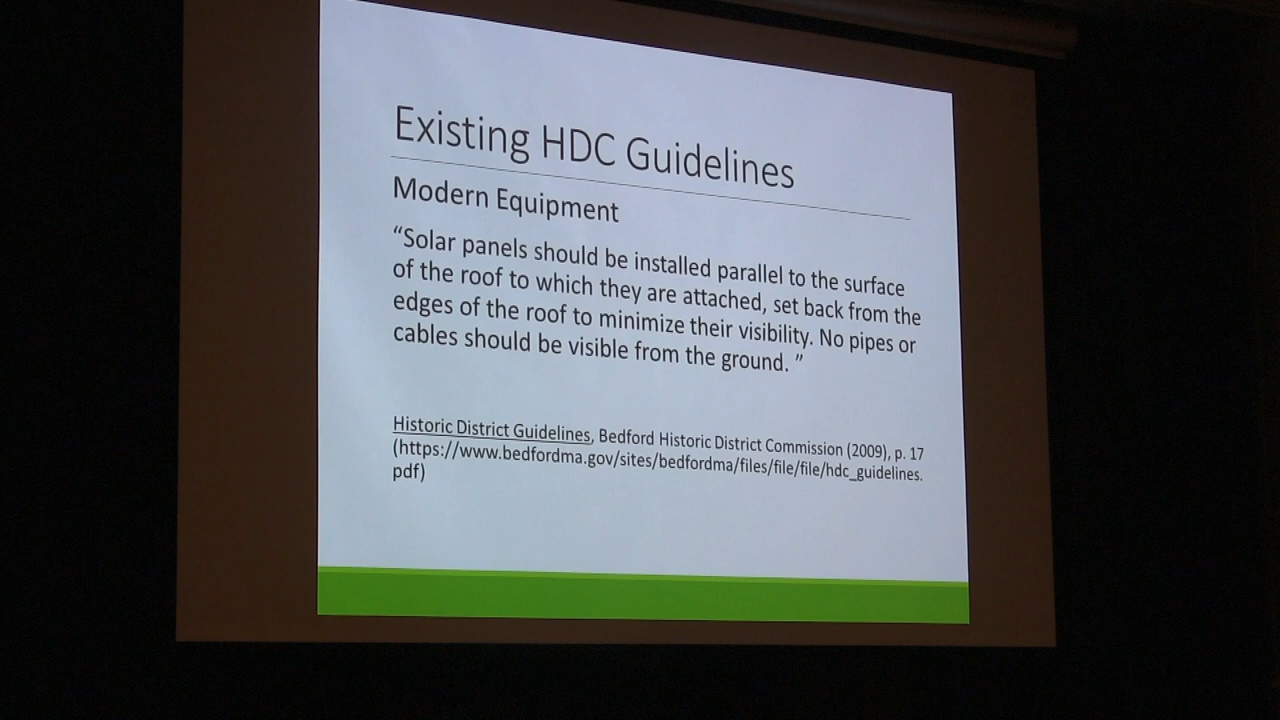 Existing HDC Guidelines
Modern Equipment
“Solar panels should be installed parallel to the surface
of the roof to which they are attached, set back from the
edges of the roof to minimize their visibility. No pipes or
cables should be visible from the ground. ”
Historic District Guidelines, Bedford Historic District Commission (2009), p. 17
(https://www.bedfordma.gov/sites/bedfordma/files/file/file/hdc_guidelines.
pdf)